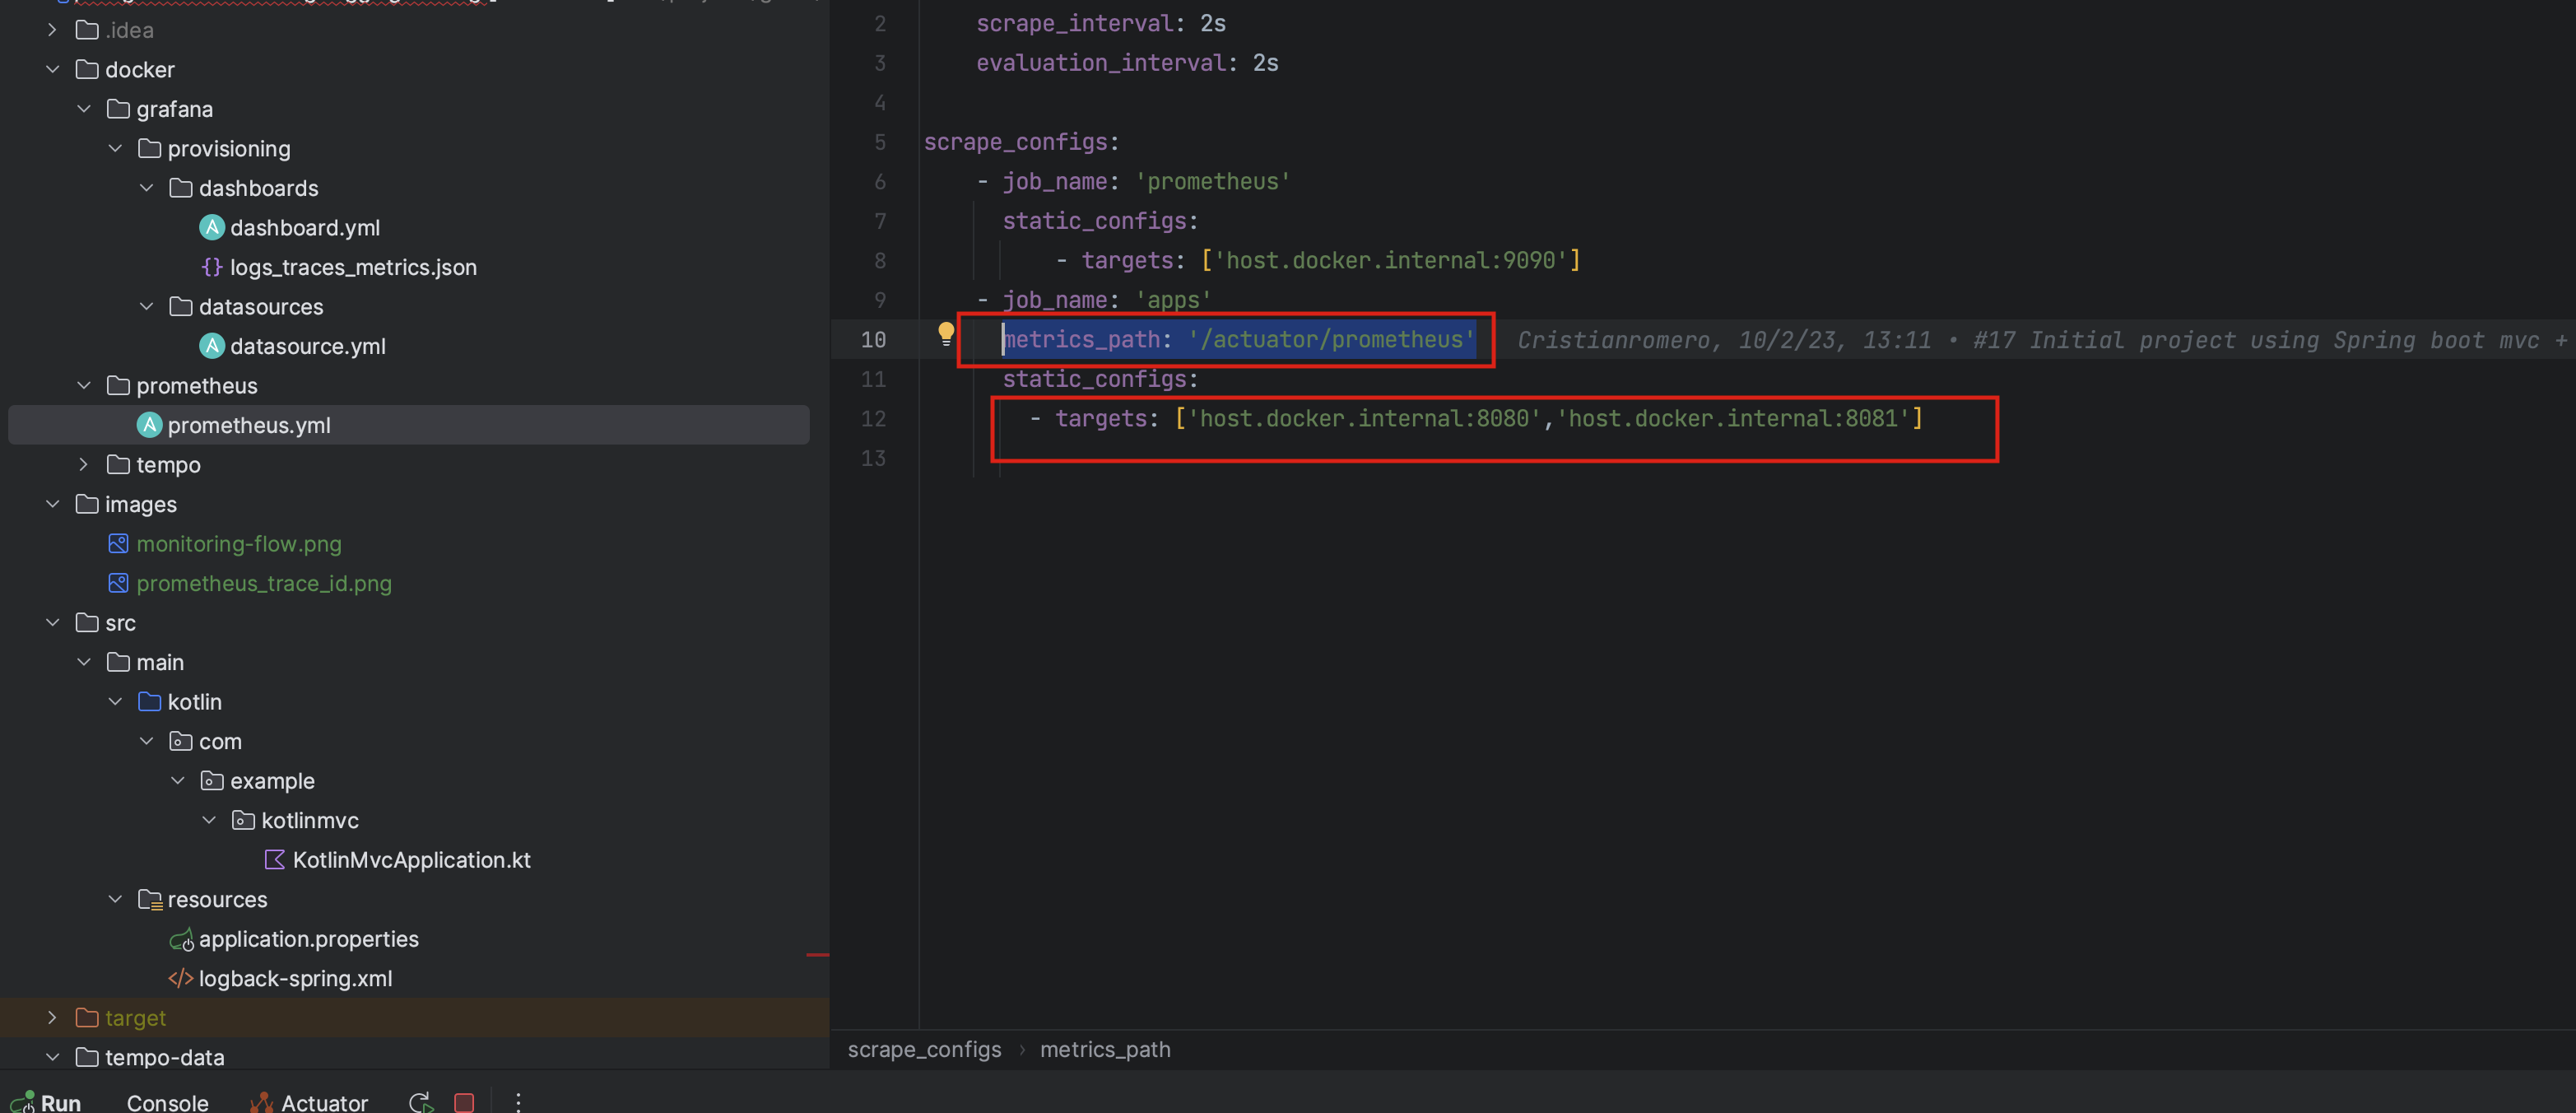 .idea
docker
grafana
provisioning
dashboards
dashboard.yml
logs_traces_metrics.json
datasources
datasource.yml
prometheus
prometheus.yml
tempo
images
monitoring-flow.png
prometheus_trace_id.png
src
main
kotlin
com
example
kotlinmvc
KotlinMvcApplication.kt
resources
application.properties
logback-spring.xml
target
tempo-data
2 scrape_interval: 2s
3 evaluation_interval: 2s
4
5 scrape_configs:
6 - job_name: 'prometheus'
7 static_configs:
8 - targets: ['host.docker.internal:9090']
9 - job_name: 'apps'
10 metrics_path: '/actuator/prometheus' Cristianromero, 10/2/23, 13:11 • #17 Initial project using Spring boot mvc +
11 static_configs:
12 - targets: ['host.docker.internal:8080','host.docker.internal:8081']
13
scrape_configs › metrics_path
Run Console Actuator